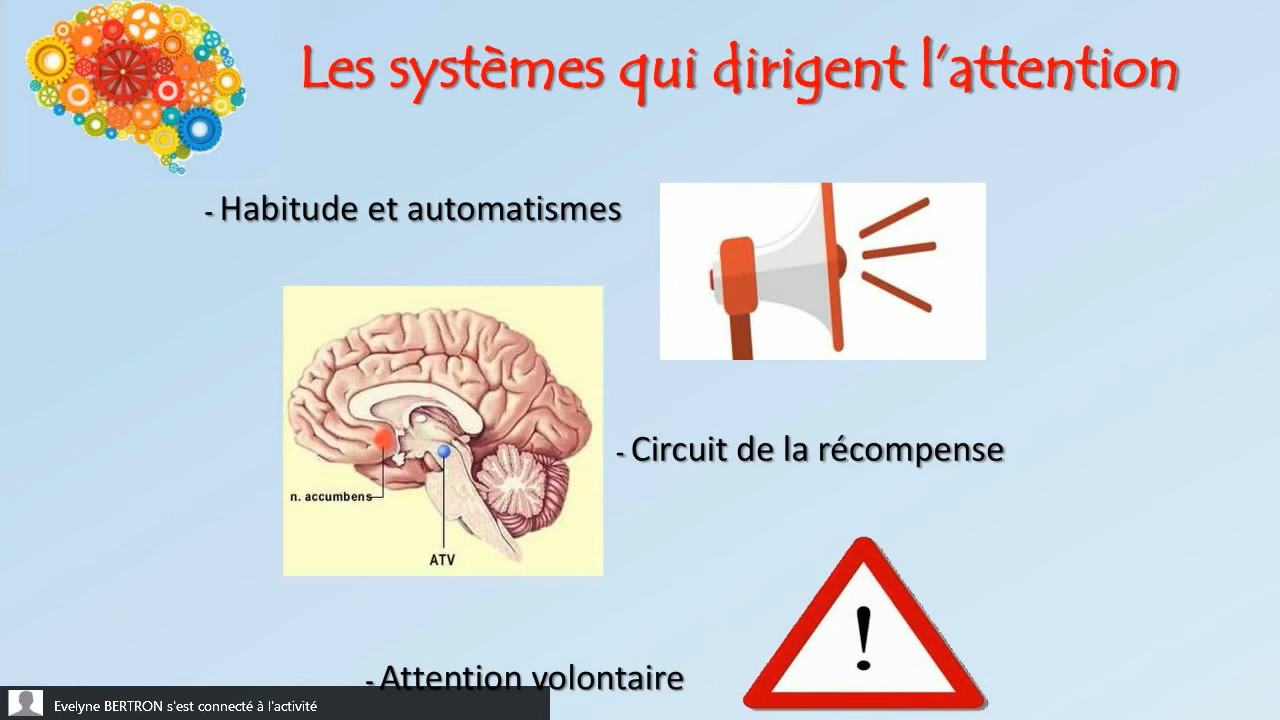 Les systèmes qui dirigent l'attention
- Habitude et automatismes
n. accumbens
ATV
- Circuit de la récompense
!
- Attention volontaire
Evelyne BERTRON s'est connecté à l'activité